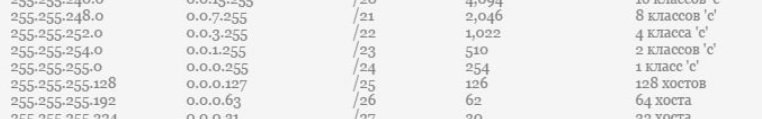 255.255.240.0 0.0.15.255 /20 4,094 16 классов 'c'
255.255.248.0 0.0.7.255 /21 2,046 8 классов 'c'
255.255.252.0 0.0.3.255 /22 1,022 4 класса 'c'
255.255.254.0 0.0.1.255 /23 510 2 классов 'c'
255.255.255.0 0.0.0.255 /24 254 1 класс 'c'
255.255.255.128 0.0.0.127 /25 126 128 хостов
255.255.255.192 0.0.0.63 /26 62 64 хоста
255.255.255.224 0.0.0.31 /27 30 32 хоста